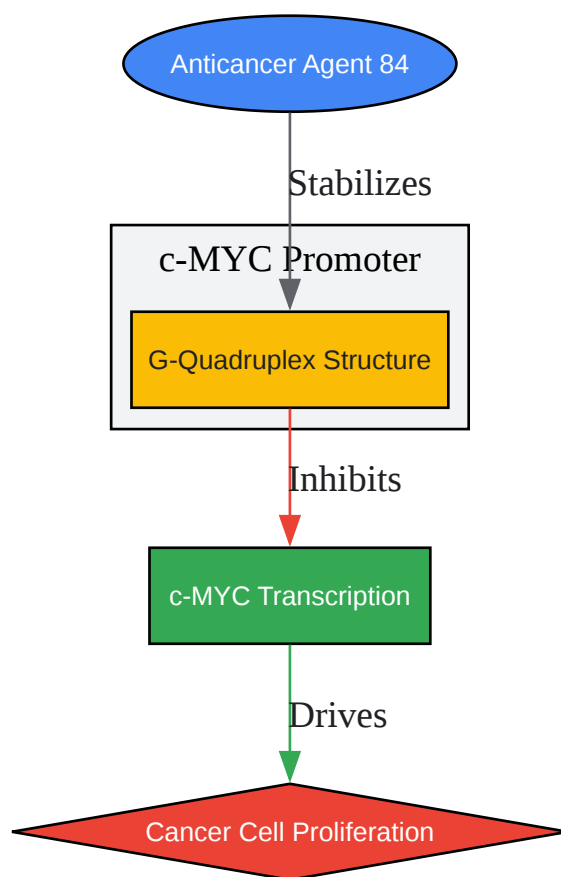 Anticancer Agent 84
Stabilizes
c-MYC Promoter
G-Quadruplex Structure
Inhibits
c-MYC Transcription
Drives
Cancer Cell Proliferation